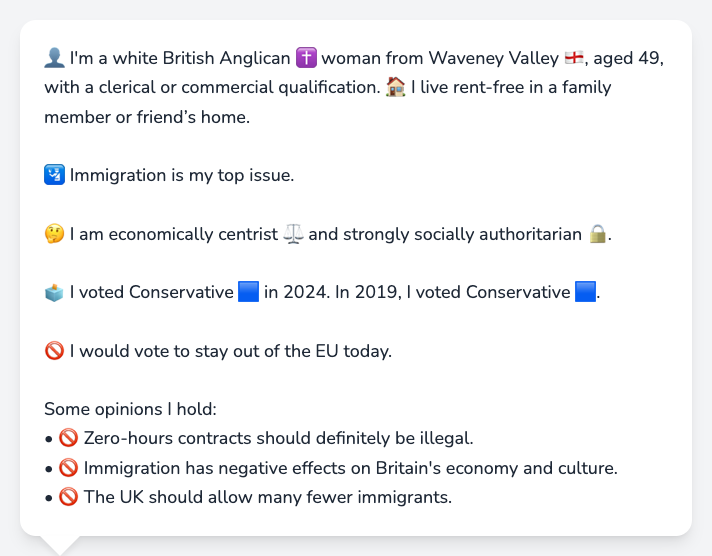 👤 I'm a white British Anglican ✝️ woman from Waveney Valley 🏴󠁧󠁢󠁥󠁮󠁧󠁿, aged 49,
with a clerical or commercial qualification. 🏠 I live rent-free in a family
member or friend’s home.
🛂 Immigration is my top issue.
🤔 I am economically centrist ⚖️ and strongly socially authoritarian 🔒.
🗳️ I voted Conservative 🟦 in 2024. In 2019, I voted Conservative 🟦.
🚫 I would vote to stay out of the EU today.
Some opinions I hold:
• 🚫 Zero-hours contracts should definitely be illegal.
• 🚫 Immigration has negative effects on Britain's economy and culture.
• 🚫 The UK should allow many fewer immigrants.